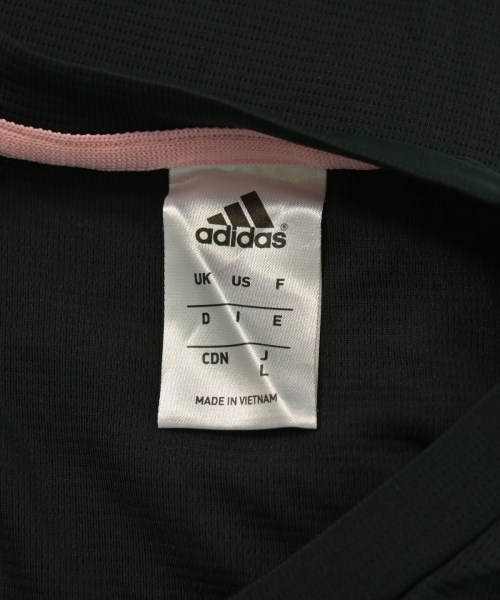 adidas®
UK US F
D I E
CDN J
L
MADE IN VIETNAM